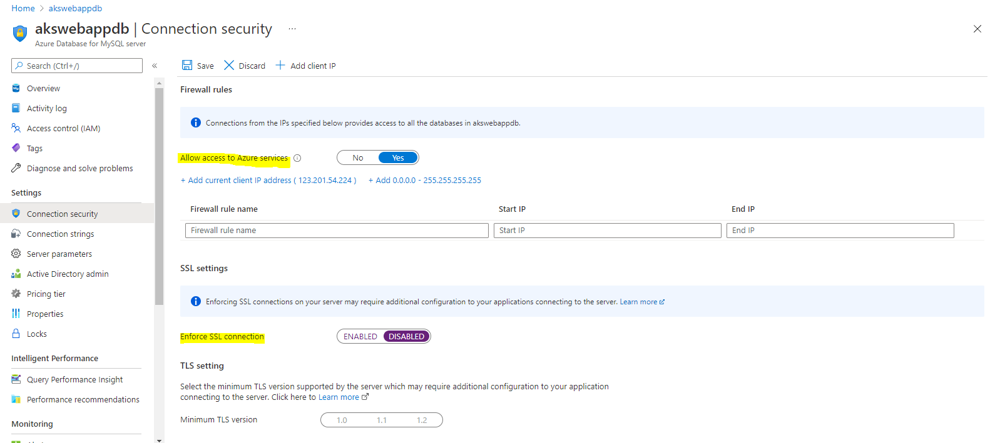 Home > akswebappdb
akswebappdb | Connection security ...
Azure Database for MySQL server
Search (Ctrl+/)
«
Overview
Activity log
Access control (IAM)
Tags
Diagnose and solve problems
Settings
Connection security
Connection strings
Server parameters
Active Directory admin
Pricing tier
Properties
Locks
Intelligent Performance
Query Performance Insight
Performance recommendations
Monitoring
Save Discard Add client IP
Firewall rules
Connections from the IPs specified below provides access to all the databases in akswebappdb.
Allow access to Azure services No Yes
+ Add current client IP address ( 123.201.54.224 ) + Add 0.0.0.0 - 255.255.255.255
Firewall rule name Start IP End IP
Firewall rule name Start IP End IP
SSL settings
Enforcing SSL connections on your server may require additional configuration to your applications connecting to the server. Learn more
Enforce SSL connection ENABLED DISABLED
TLS setting
Select the minimum TLS version supported by the server which may require additional configuration to your application
connecting to the server. Click here to Learn more
Minimum TLS version 1.0 1.1 1.2